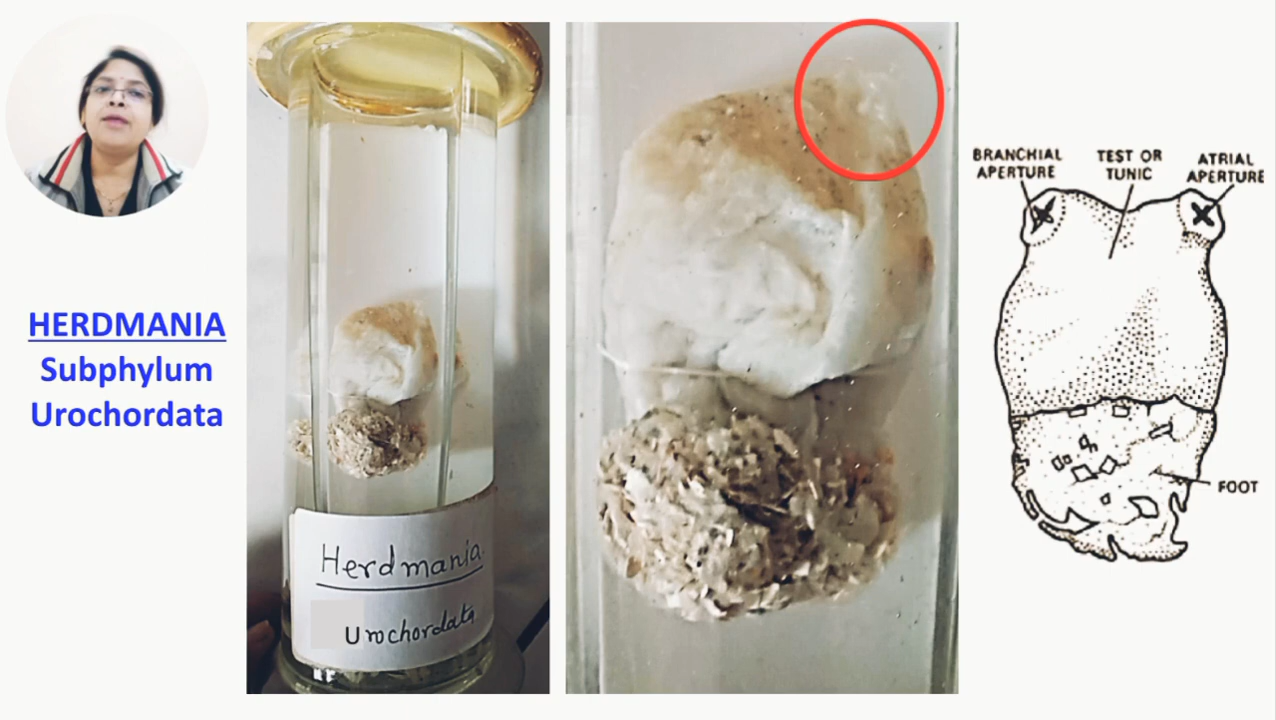 HERDMANIA
Subphylum
Urochordata
Herdmania
Urochordata
BRANCHIAL
APERTURE
TEST OR
TUNIC
ATRIAL
APERTURE
FOOT